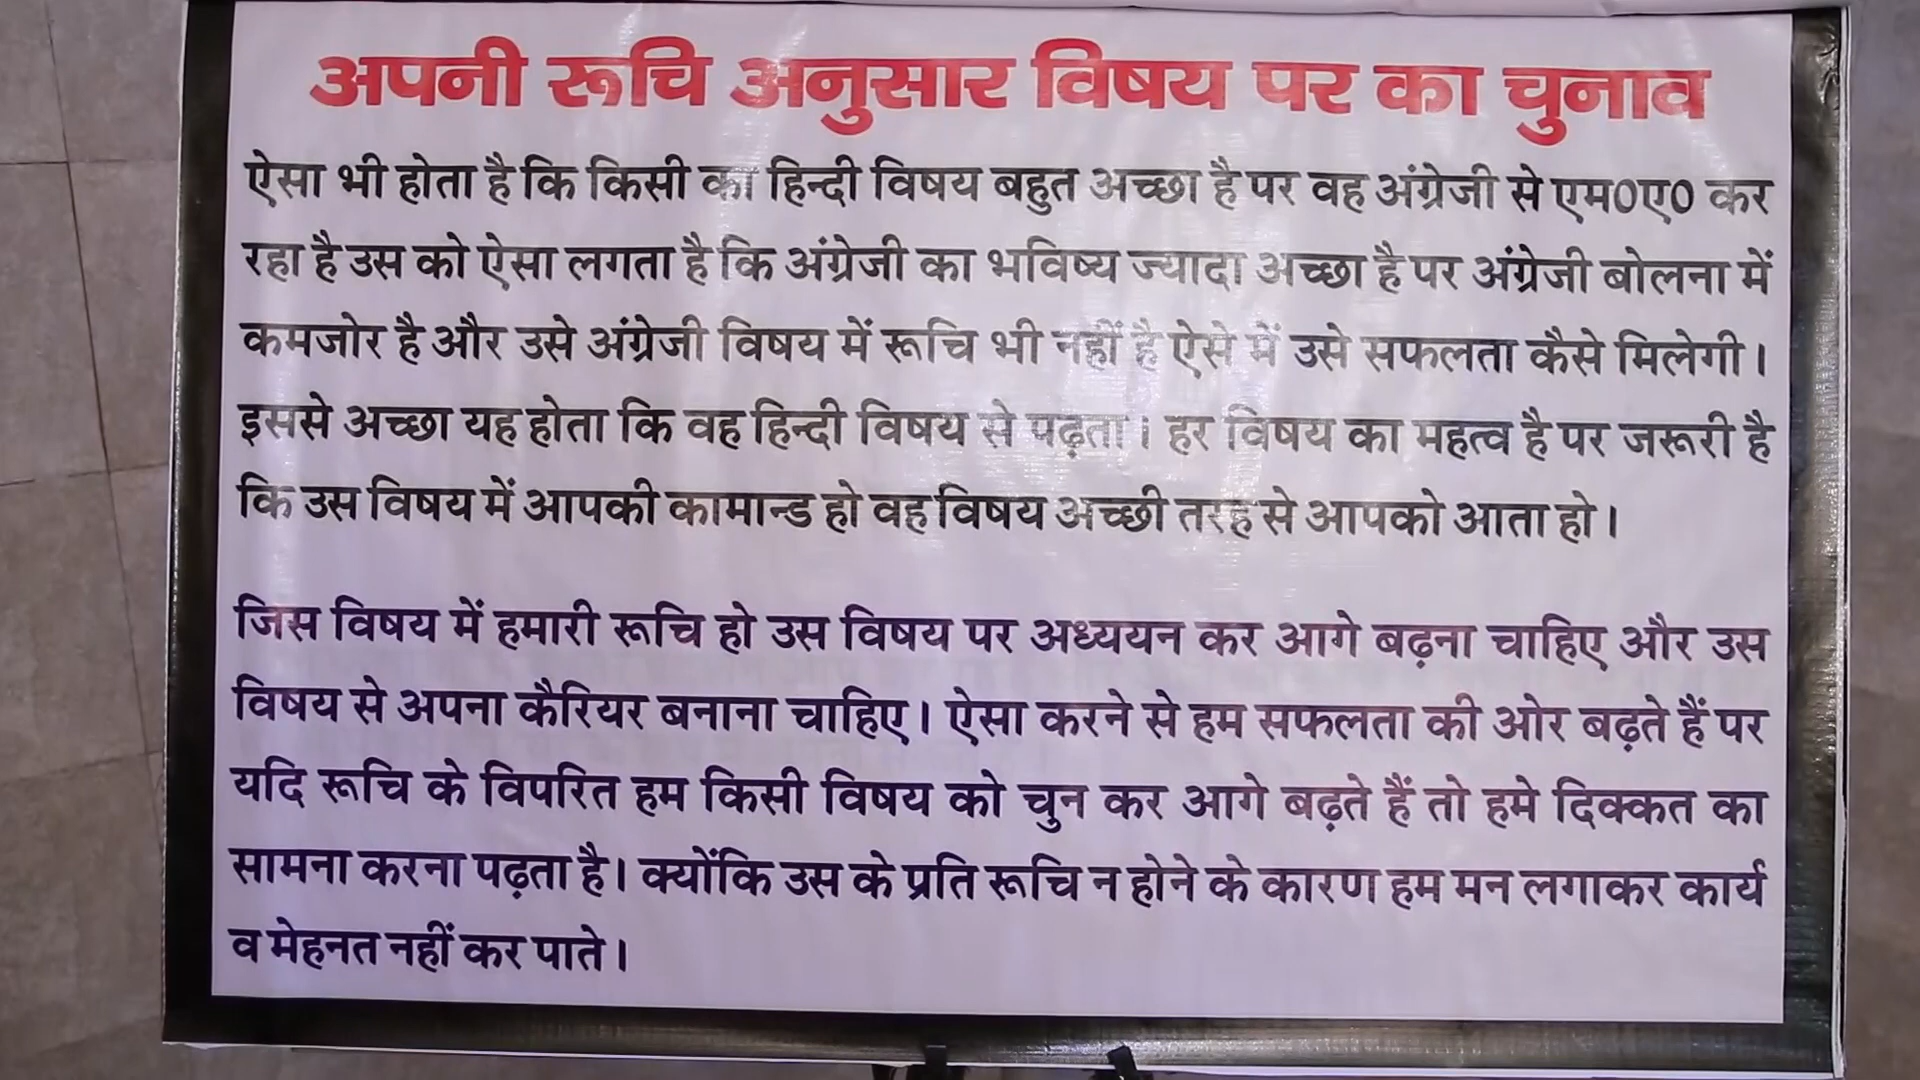 अपनी रूचि अनुसार विषय पर का चुनाव
ऐसा भी होता है कि किसी का हिन्दी विषय बहुत अच्छा है पर वह अंग्रेजी से एम0ए0 कर
रहा है उस को ऐसा लगता है कि अंग्रेजी का भविष्य ज्यादा अच्छा है पर अंग्रेजी बोलना में
कमजोर है और उसे अंग्रेजी विषय में रूचि भी नहीं है ऐसे में उसे सफलता कैसे मिलेगी।
इससे अच्छा यह होता कि वह हिन्दी विषय से पढ़ता। हर विषय का महत्व है पर जरूरी है
कि उस विषय में आपकी कामान्ड हो वह विषय अच्छी तरह से आपको आता हो।
जिस विषय में हमारी रूचि हो उस विषय पर अध्ययन कर आगे बढ़ना चाहिए और उस
विषय से अपना कैरियर बनाना चाहिए। ऐसा करने से हम सफलता की ओर बढ़ते हैं पर
यदि रूचि के विपरित हम किसी विषय को चुन कर आगे बढ़ते हैं तो हमे दिक्कत का
सामना करना पढ़ता है। क्योंकि उस के प्रति रूचि न होने के कारण हम मन लगाकर कार्य
व मेहनत नहीं कर पाते।